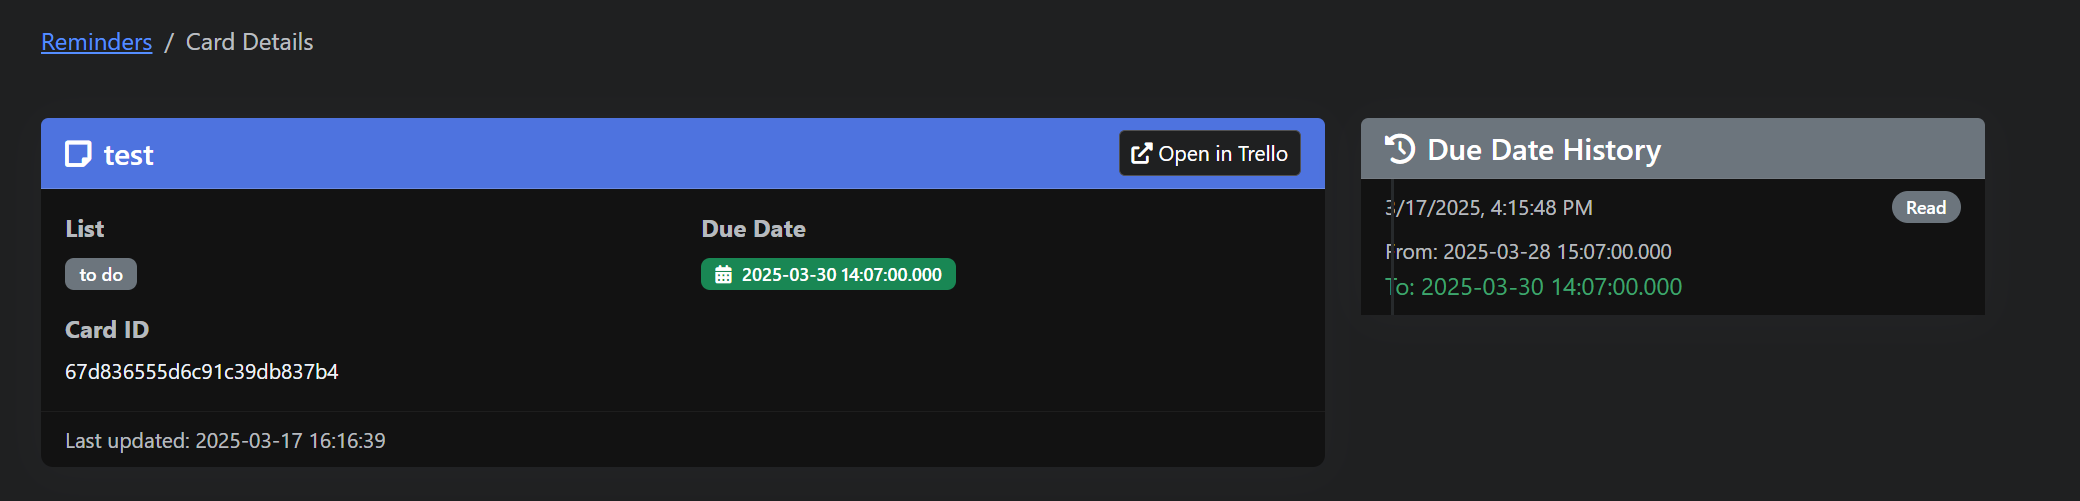 Reminders / Card Details
test
Open in Trello
List
to do
Due Date
2025-03-30 14:07:00.000
Card ID
67d836555d6c91c39db837b4
Last updated: 2025-03-17 16:16:39
Due Date History
3/17/2025, 4:15:48 PM
Read
From: 2025-03-28 15:07:00.000
To: 2025-03-30 14:07:00.000